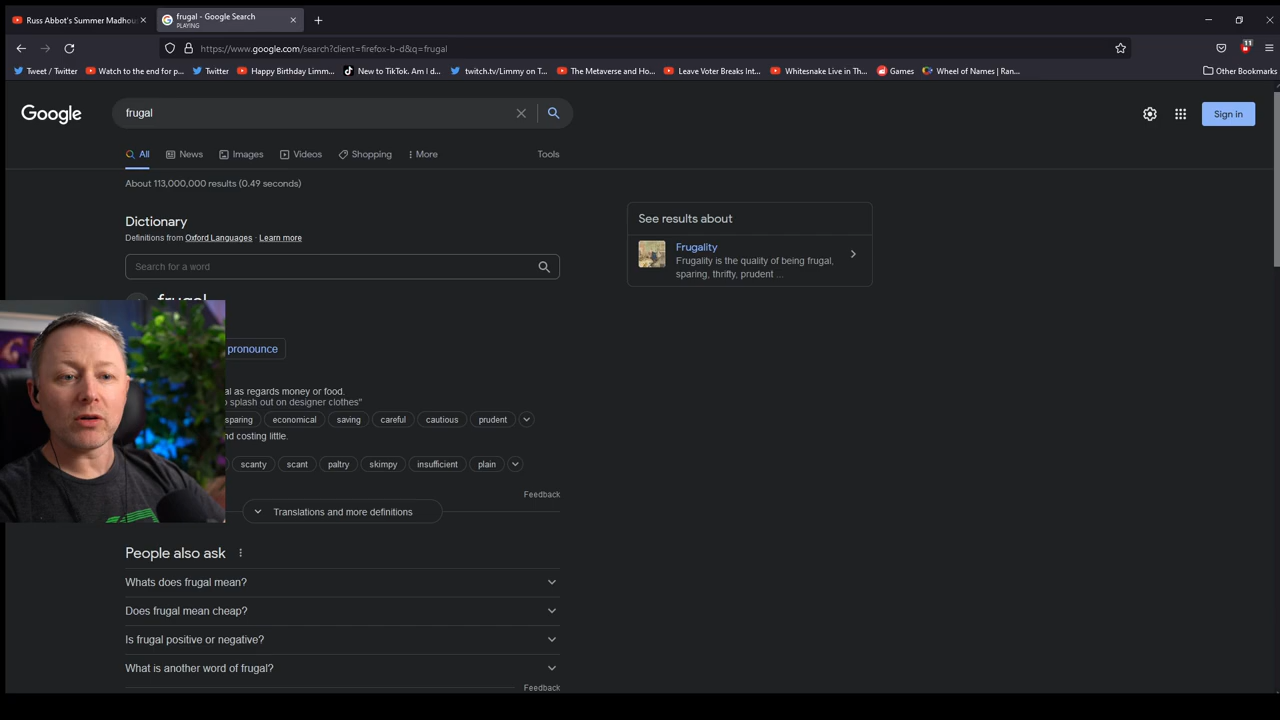 Russ Abbot's Summer Madhous
frugal - Google Search
PLAYING
https://www.google.com/search?client=firefox-b-d&q=frugal
11
Tweet / Twitter
Watch to the end for p...
Twitter
Happy Birthday Limm...
New to TikTok. Am I d...
twitch.tv/Limmy on T...
The Metaverse and Ho...
Leave Voter Breaks Int...
Whitesnake Live in The...
Games
Wheel of Names | Ran...
Other Bookmarks
Google
frugal
Sign in
All
News
Images
Videos
Shopping
More
Tools
About 113,000,000 results (0.49 seconds)
Dictionary
Definitions from Oxford Languages · Learn more
Search for a word
frugal
pronounce
al as regards money or food.
o splash out on designer clothes"
sparing
economical
saving
careful
cautious
prudent
nd costing little.
scanty
scant
paltry
skimpy
insufficient
plain
Feedback
Translations and more definitions
See results about
Frugality
Frugality is the quality of being frugal,
sparing, thrifty, prudent ...
People also ask
Whats does frugal mean?
Does frugal mean cheap?
Is frugal positive or negative?
What is another word of frugal?
Feedback